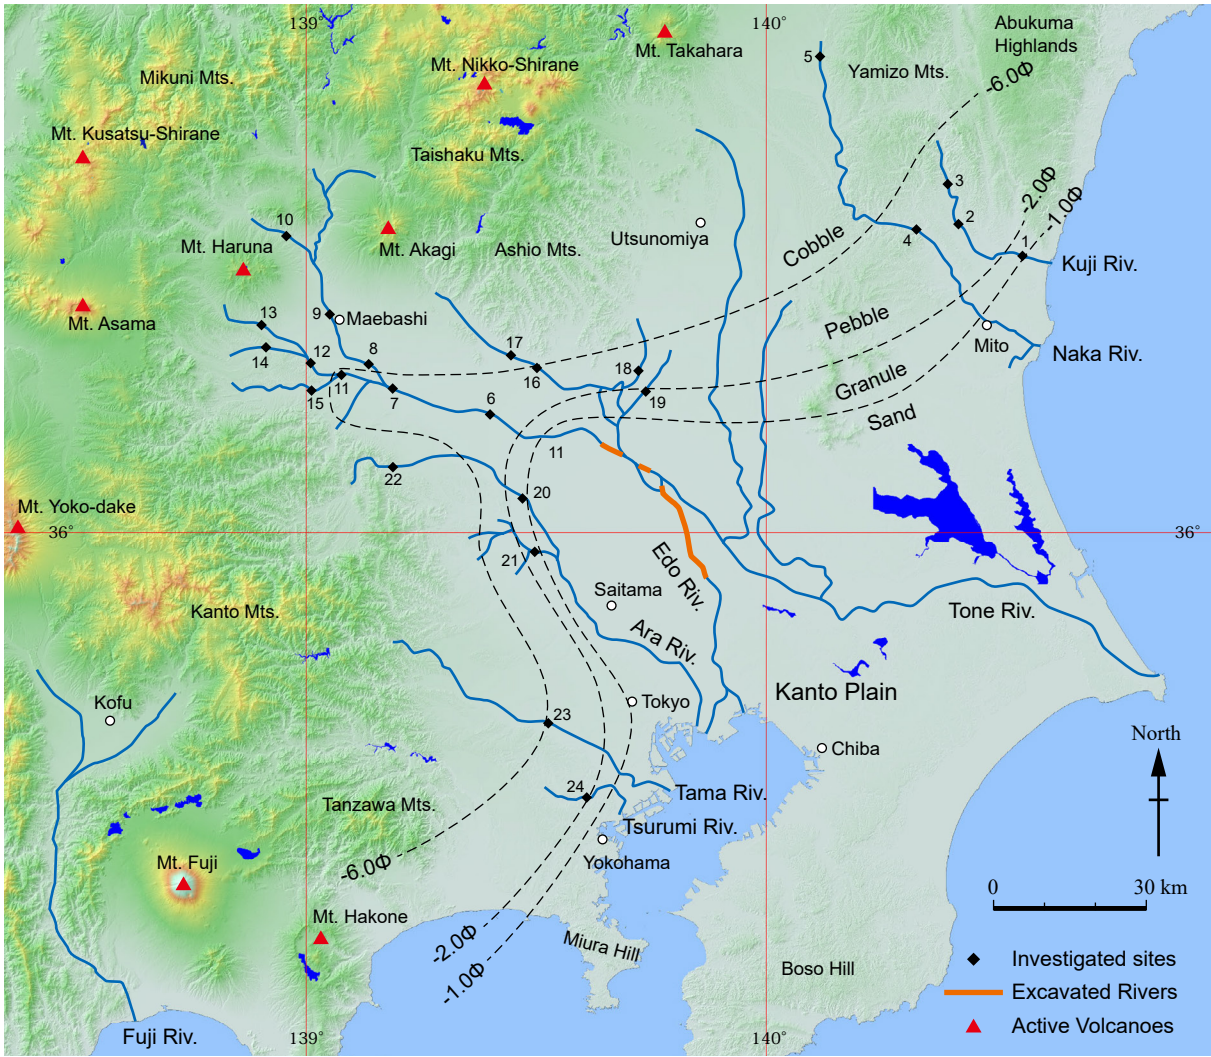 139°
140°
Abukuma
Highlands
Mt. Takahara
Mikuni Mts.
Mt. Nikko-Shirane
5
Yamizo Mts.
-6.0Φ
Mt. Kusatsu-Shirane
Taishaku Mts.
3
-2.0Φ
-1.0Φ
10
Mt. Haruna
Mt. Akagi
Ashio Mts.
Utsunomiya
Cobble
4
2
1
Kuji Riv.
Mt. Asama
13
9
Maebashi
Pebble
Mito
Naka Riv.
14
12
8
17
16
18
Granule
11
15
7
6
19
Sand
11
22
20
Mt. Yoko-dake
36°
36°
21
Edo Riv.
Saitama
Kanto Mts.
Ara Riv.
Tone Riv.
Kofu
Tokyo
Kanto Plain
23
Chiba
North
24
Tama Riv.
Tanzawa Mts.
Tsurumi Riv.
Yokohama
Mt. Fuji
-6.0Φ
0
30 km
Mt. Hakone
-2.0Φ
-1.0Φ
Miura Hill
Boso Hill
Investigated sites
Excavated Rivers
Active Volcanoes
Fuji Riv.
139°
140°